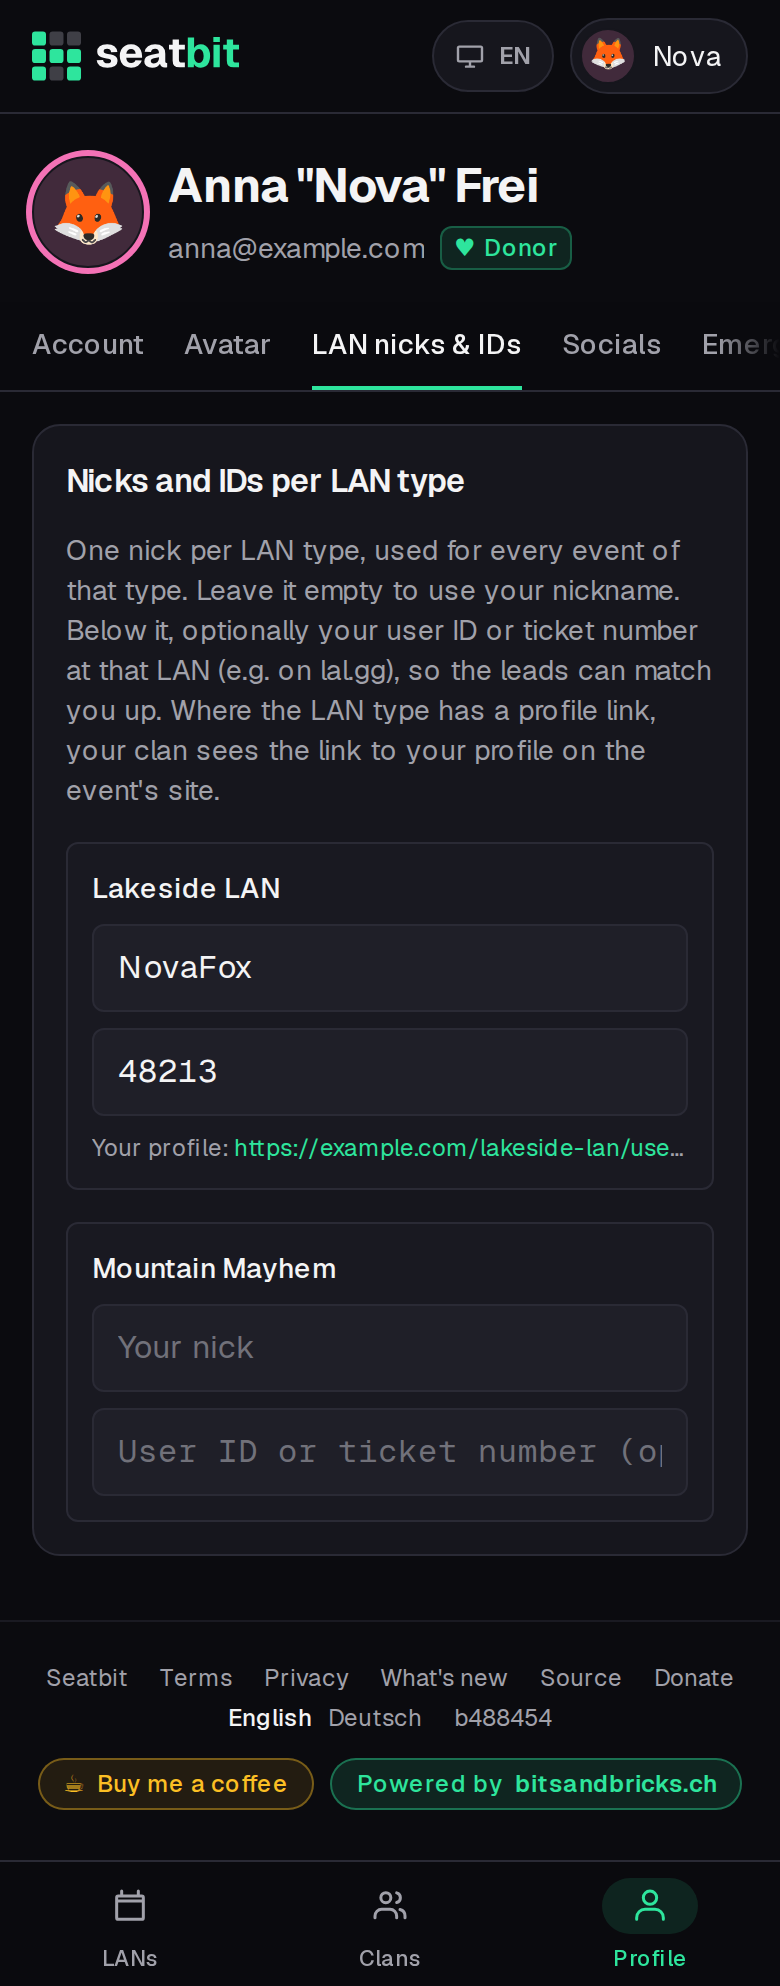 seatbit
EN
Nova
Anna "Nova" Frei
anna@example.com
♥ Donor
Account Avatar LAN nicks & IDs Socials Emer
Nicks and IDs per LAN type
One nick per LAN type, used for every event of
that type. Leave it empty to use your nickname.
Below it, optionally your user ID or ticket number
at that LAN (e.g. on lal.gg), so the leads can match
you up. Where the LAN type has a profile link,
your clan sees the link to your profile on the
event's site.
Lakeside LAN
NovaFox
48213
Your profile: https://example.com/lakeside-lan/use...
Mountain Mayhem
Your nick
User ID or ticket number (op
Seatbit Terms Privacy What's new Source Donate
English Deutsch b488454
Buy me a coffee
Powered by bitsandbricks.ch
LANs Clans Profile